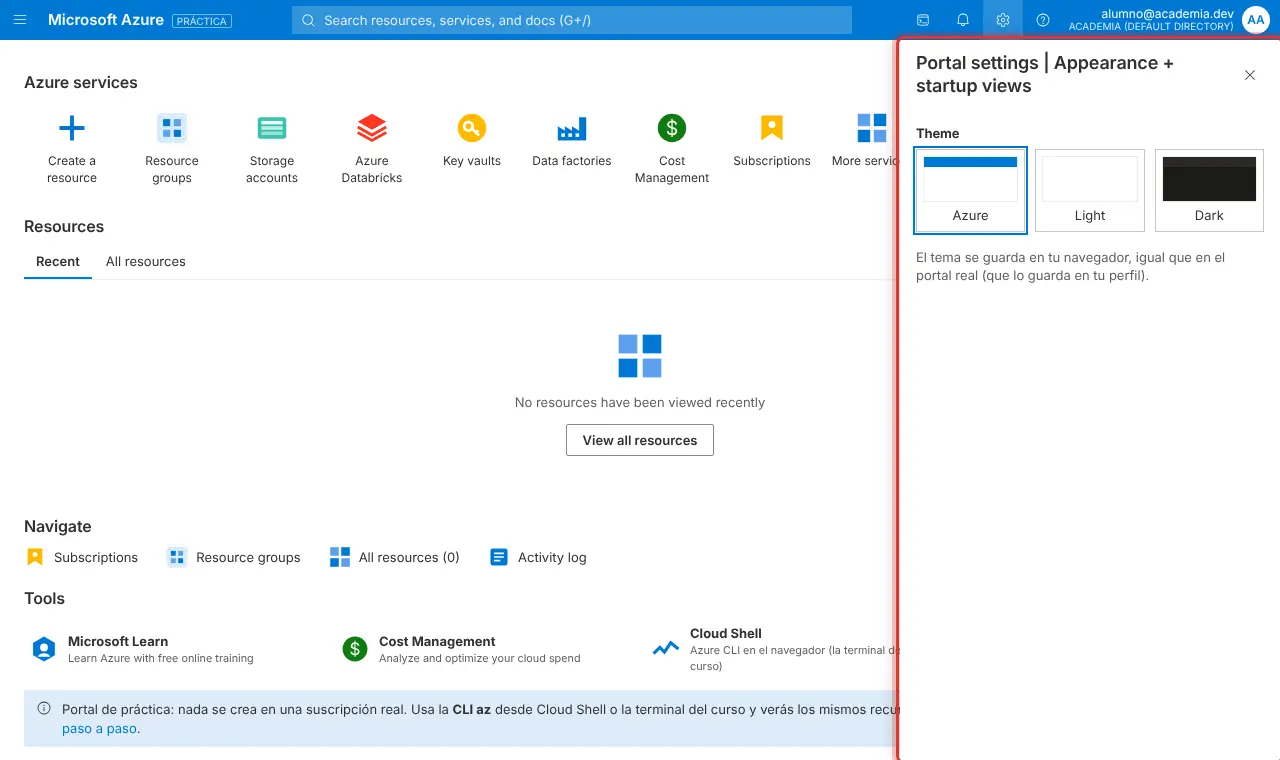 Microsoft Azure PRÁCTICA
Search resources, services, and docs (G+/)
alumno@academia.dev
ACADEMIA (DEFAULT DIRECTORY)
AA
Azure services
Create a resource
Resource groups
Storage accounts
Azure Databricks
Key vaults
Data factories
Cost Management
Subscriptions
More servic
Resources
Recent
All resources
No resources have been viewed recently
View all resources
Navigate
Subscriptions
Resource groups
All resources (0)
Activity log
Tools
Microsoft Learn
Learn Azure with free online training
Cost Management
Analyze and optimize your cloud spend
Cloud Shell
Azure CLI en el navegador (la terminal de
curso)
Portal de práctica: nada se crea en una suscripción real. Usa la CLI az desde Cloud Shell o la terminal del curso y verás los mismos recu
paso a paso.
Portal settings | Appearance +
startup views
Theme
Azure
Light
Dark
El tema se guarda en tu navegador, igual que en el
portal real (que lo guarda en tu perfil).